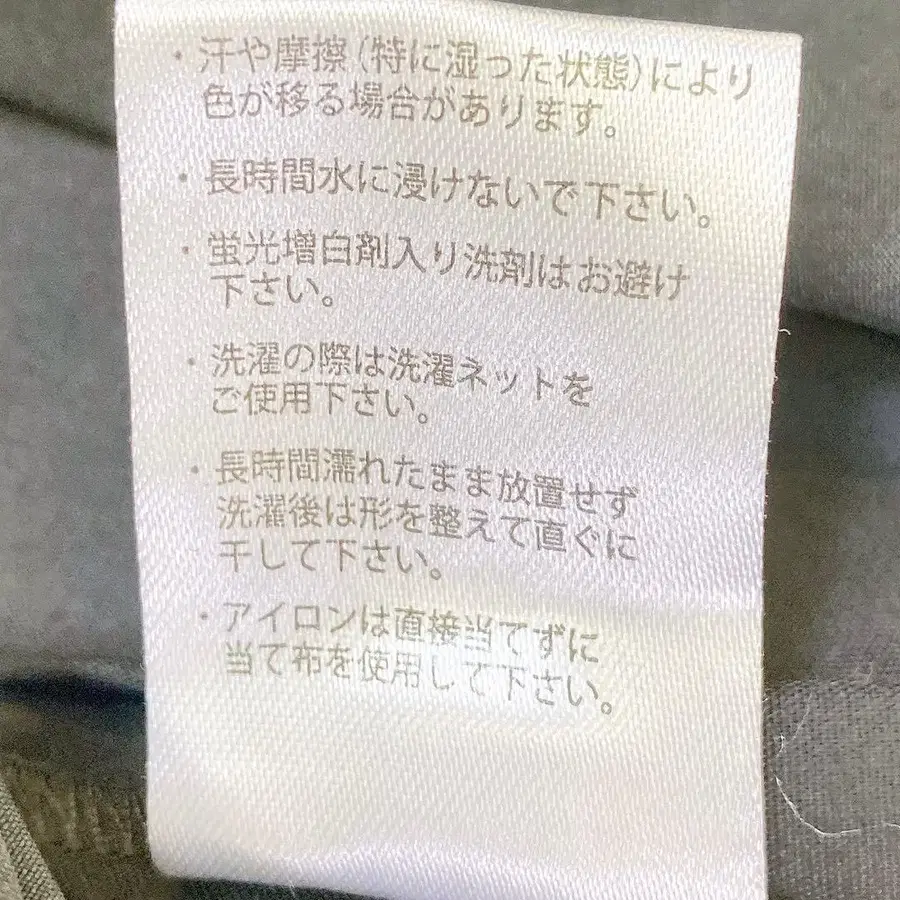 ・汗や摩擦(特に湿った状態)により
色が移る場合があります。
・長時間水に浸けないで下さい。
・蛍光増白剤入り洗剤はお避け
下さい。
・洗濯の際は洗濯ネットを
ご使用下さい。
・長時間濡れたまま放置せず
洗濯後は形を整えて直ぐに
干して下さい。
・アイロンは直接当てずに
当て布を使用して下さい。